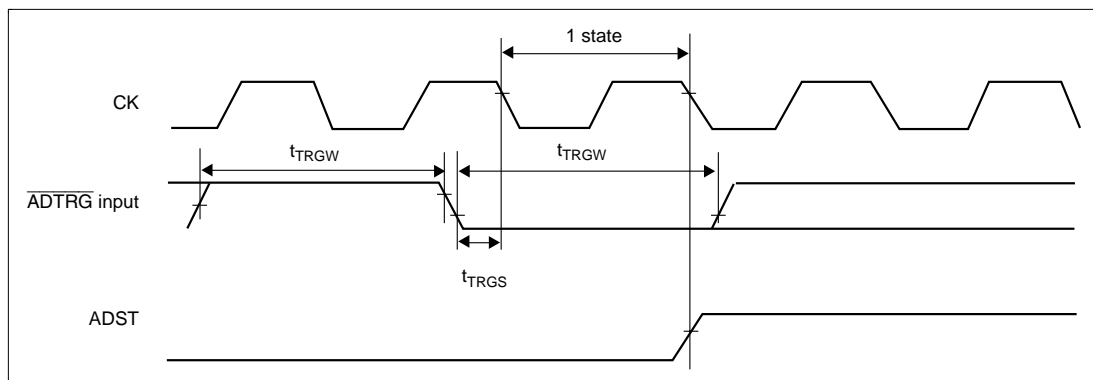 1 state
CK
tTRGW
tTRGW
ADTRG input
tTRGS
ADST